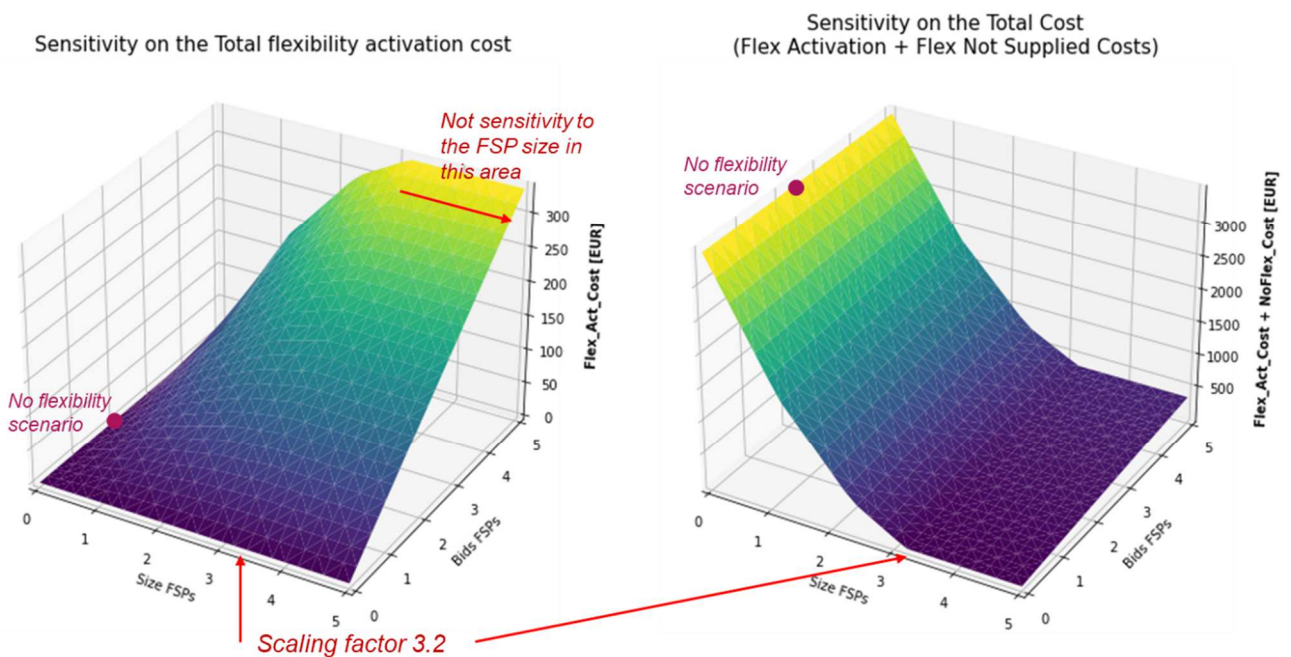 Sensitivity on the Total flexibility activation cost
Not sensitivity to
the FSP size in
this area
No flexibility
scenario
300
250
200
150
100
50
0
Flex_Act_Cost [EUR]
0
1
2
3
4
5
Size FSPs
0
1
2
3
4
5
Bids FSPs
Sensitivity on the Total Cost
(Flex Activation + Flex Not Supplied Costs)
No flexibility
scenario
3000
2500
2000
1500
1000
500
Flex_Act_Cost + NoFlex_Cost [EUR]
0
1
2
3
4
5
Size FSPs
0
1
2
3
4
5
Bids FSPs
Scaling factor 3.2